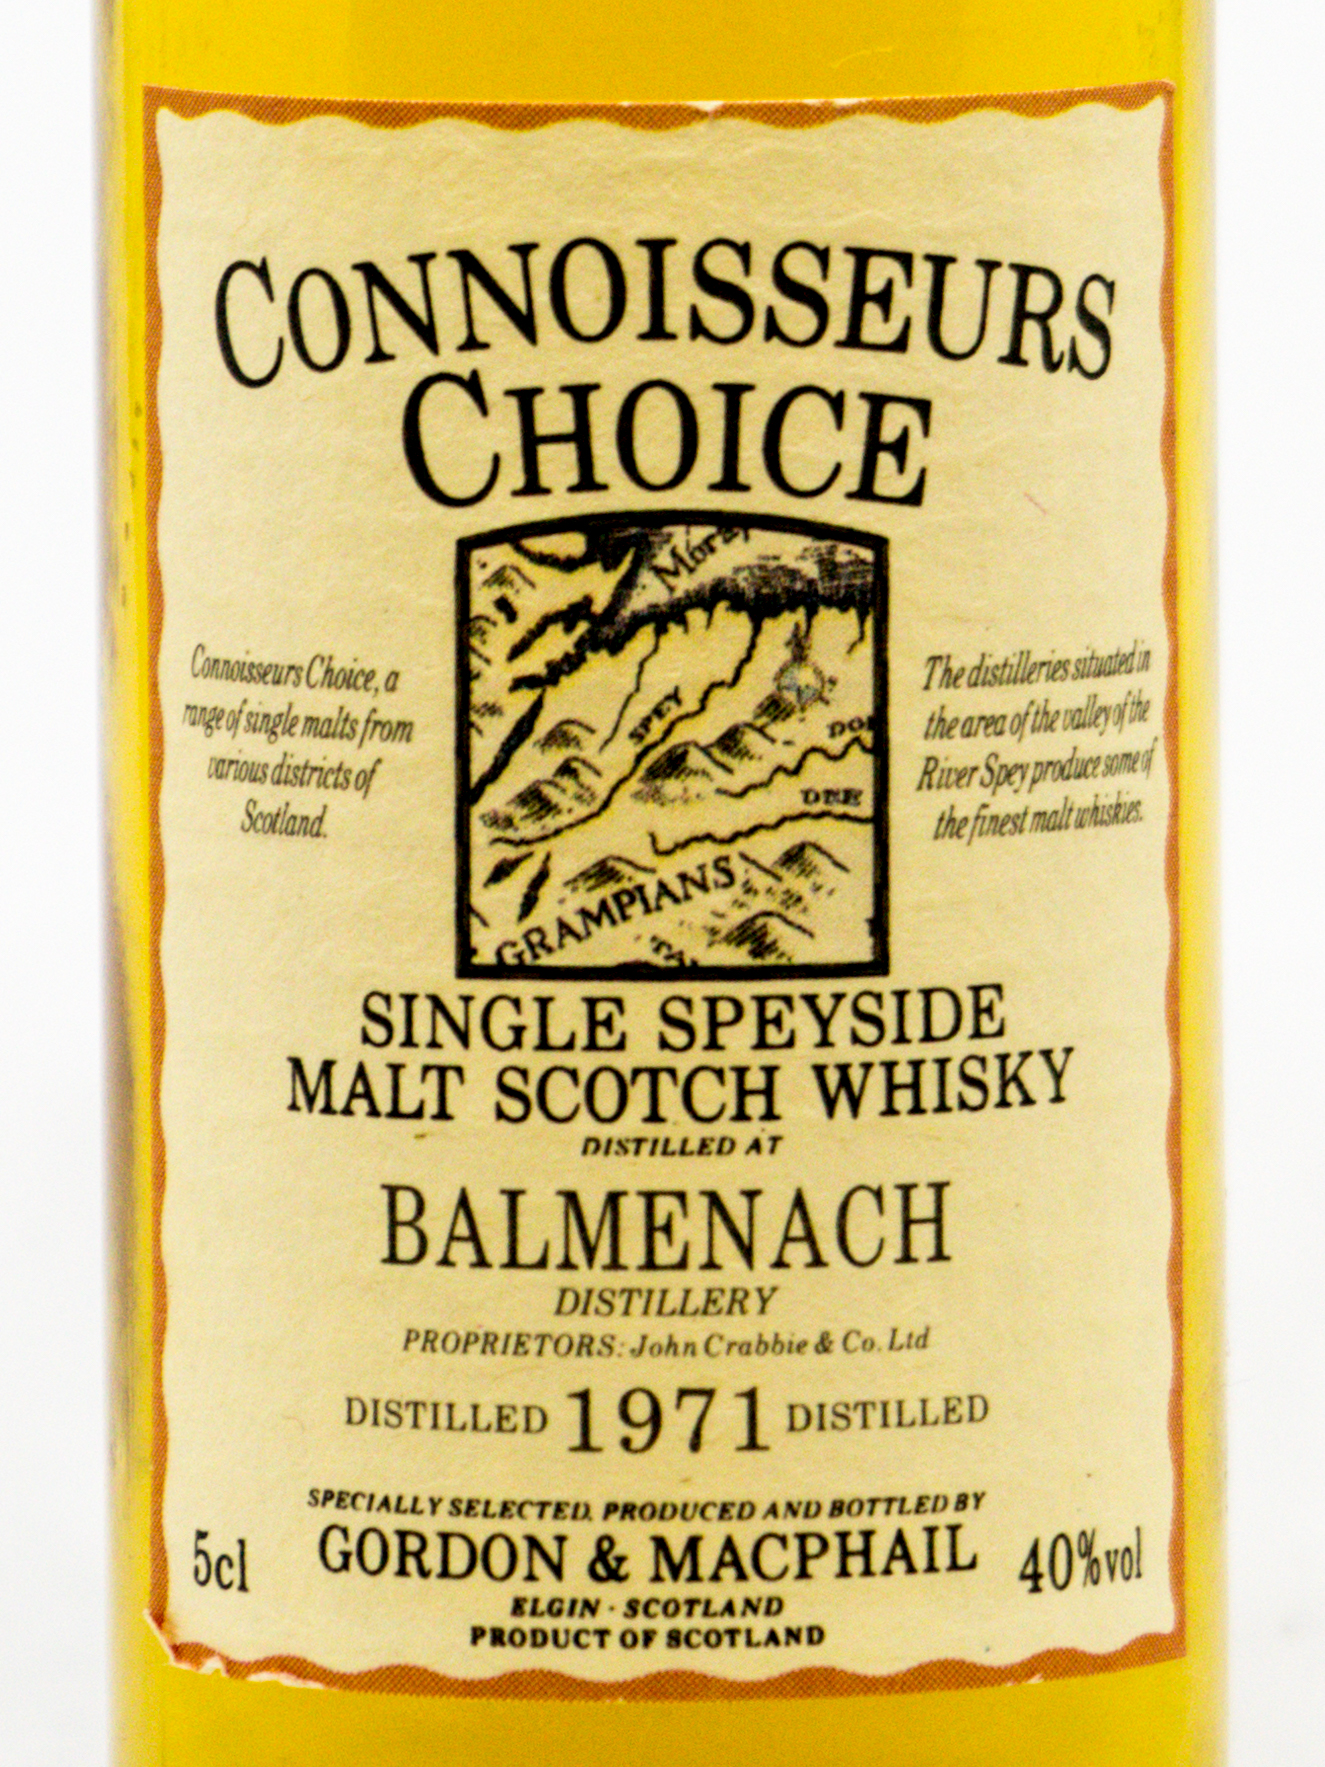 CONNOISSEURS
CHOICE
Moray
SPEY
DEE
GRAMPIANS
Connoisseurs Choice, a
range of single malts from
various districts of
Scotland.
The distilleries situated in
the area of the valley of the
River Spey produce some of
the finest malt whiskies.
SINGLE SPEYSIDE
MALT SCOTCH WHISKY
DISTILLED AT
BALMENACH
DISTILLERY
PROPRIETORS: John Crabbie & Co. Ltd
DISTILLED 1971 DISTILLED
SPECIALLY SELECTED, PRODUCED AND BOTTLED BY
5cl GORDON & MACPHAIL 40%vol
ELGIN · SCOTLAND
PRODUCT OF SCOTLAND